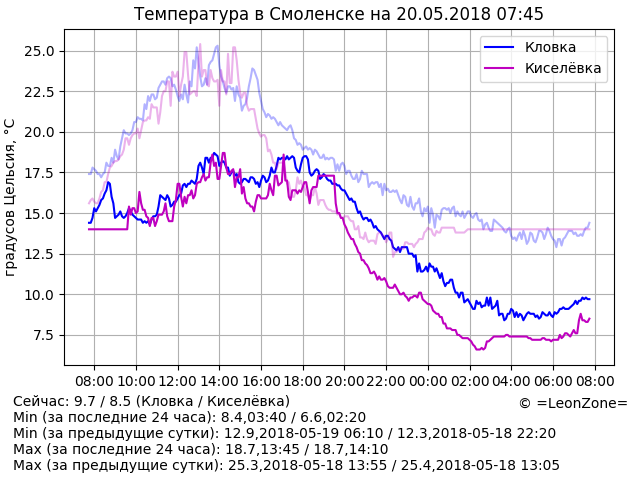 Температура в Смоленске на 20.05.2018 07:45
градусов Цельсия, °C
25.0
22.5
20.0
17.5
15.0
12.5
10.0
7.5
Кловка
Киселёвка
08:00 10:00 12:00 14:00 16:00 18:00 20:00 22:00 00:00 02:00 04:00 06:00 08:00
Сейчас: 9.7 / 8.5 (Кловка / Киселёвка)
© =LeonZone=
Min (за последние 24 часа): 8.4,03:40 / 6.6,02:20
Min (за предыдущие сутки): 12.9,2018-05-19 06:10 / 12.3,2018-05-18 22:20
Max (за последние 24 часа): 18.7,13:45 / 18.7,14:10
Max (за предыдущие сутки): 25.3,2018-05-18 13:55 / 25.4,2018-05-18 13:05